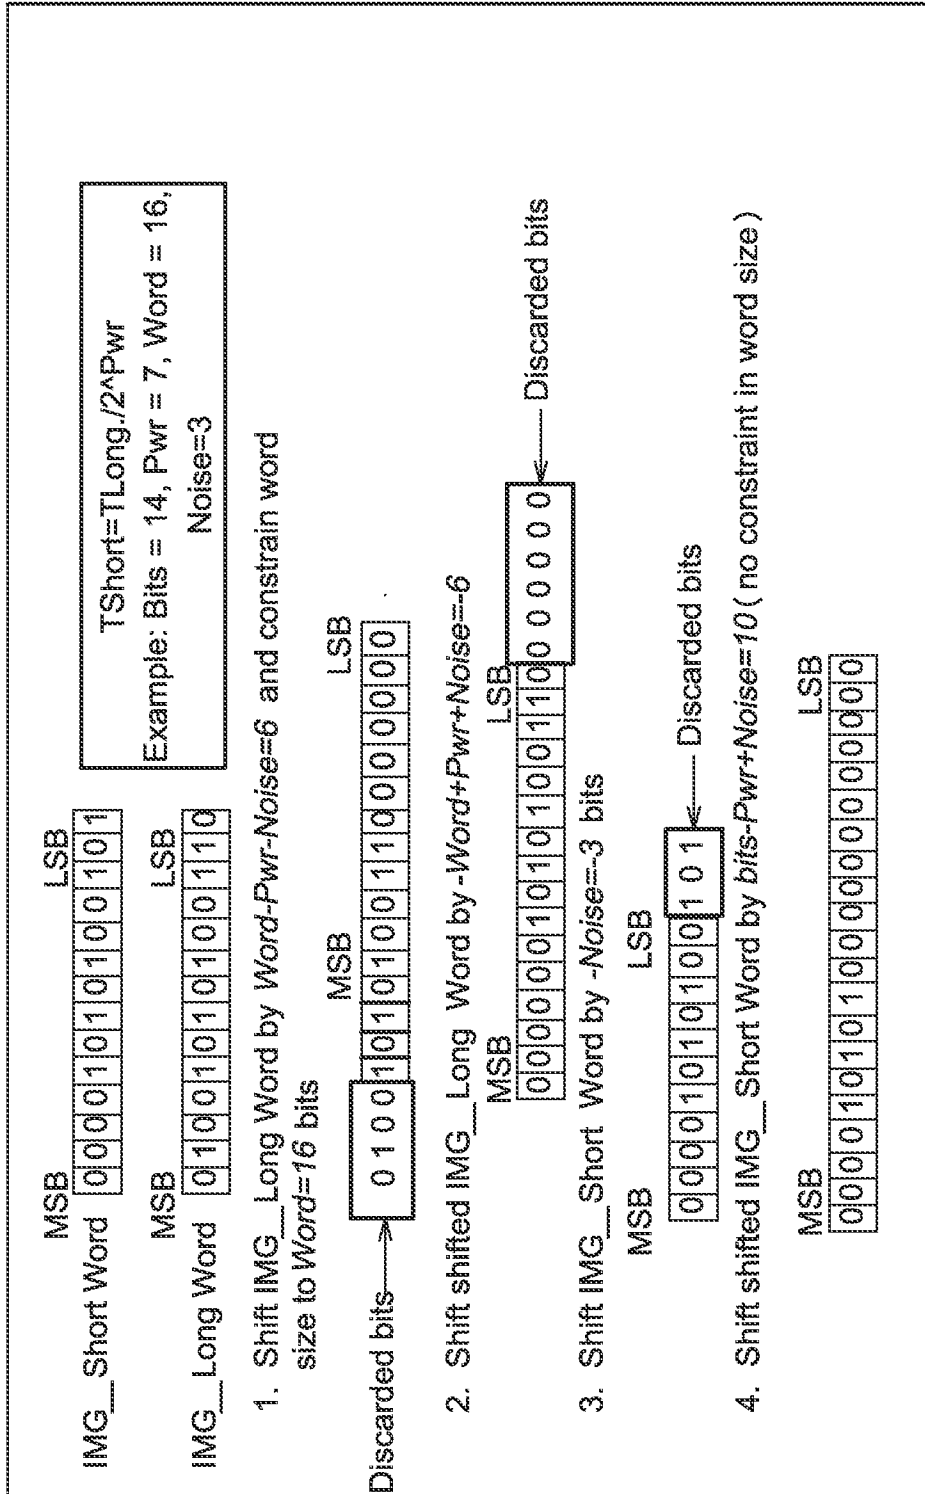 TShort=TLong./2^Pwr
Example: Bits = 14, Pwr = 7, Word = 16,
Noise=3
MSB LSB
IMG_Short Word 0 0 0 0 1 0 1 0 1 0 0 1 0 1
MSB LSB
IMG_Long Word 0 1 0 0 1 0 1 0 1 0 0 1 1 0
1. Shift IMG_Long Word by Word-Pwr-Noise=6 and constrain word
size to Word=16 bits
MSB LSB
0 1 0 0 1 0 1 0 1 0 0 1 1 0 0 0 0 0 0 0
Discarded bits
2. Shift shifted IMG_Long Word by -Word+Pwr+Noise=-6
MSB LSB
0 0 0 0 0 0 1 0 1 0 1 0 0 1 1 0 0 0 0 0 0 0
Discarded bits
3. Shift IMG_Short Word by -Noise=-3 bits
MSB LSB
0 0 0 0 1 0 1 0 1 0 0 1 0 1
Discarded bits
4. Shift shifted IMG_Short Word by bits-Pwr+Noise=10( no constraint in word size )
MSB LSB
0 0 0 0 1 0 1 0 1 0 0 0 0 0 0 0 0 0 0 0 0